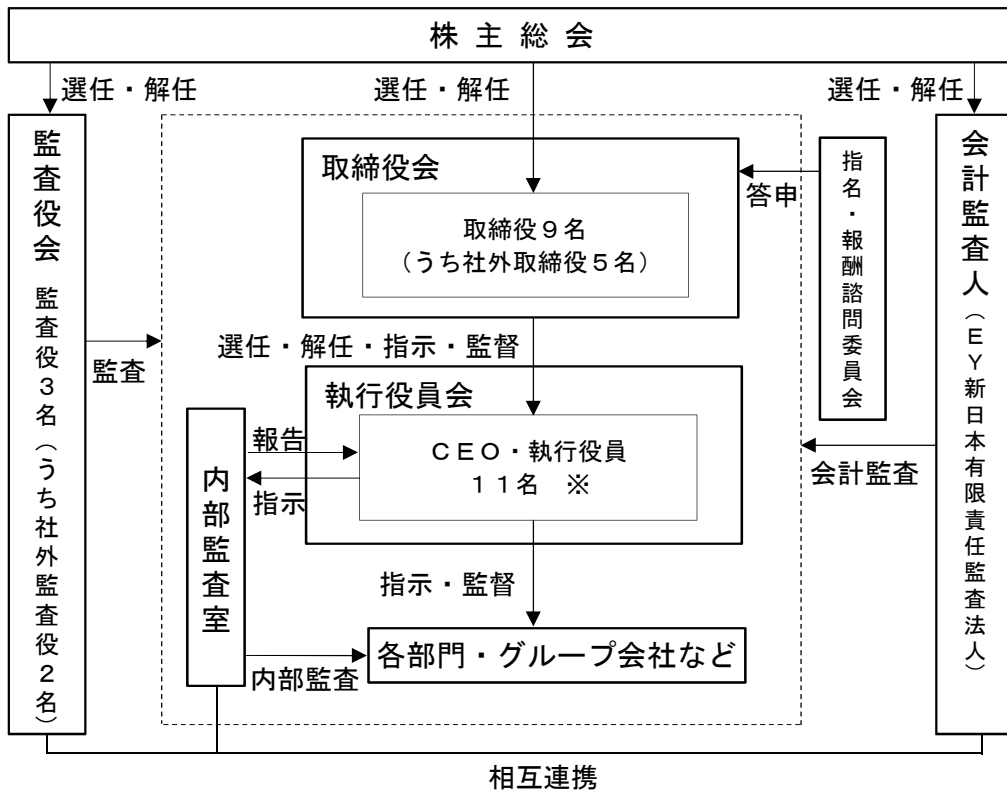 株 主 総 会
選任・解任
選任・解任
選任・解任
監査役会 監査役３名（うち社外監査役２名）
取締役会
取締役９名
（うち社外取締役５名）
答申
指名・報酬諮問委員会
会計監査人（ＥＹ新日本有限責任監査法人）
監査
選任・解任・指示・監督
執行役員会
ＣＥＯ・執行役員
１１名　※
報告
指示
内部監査室
会計監査
指示・監督
各部門・グループ会社など
内部監査
相互連携